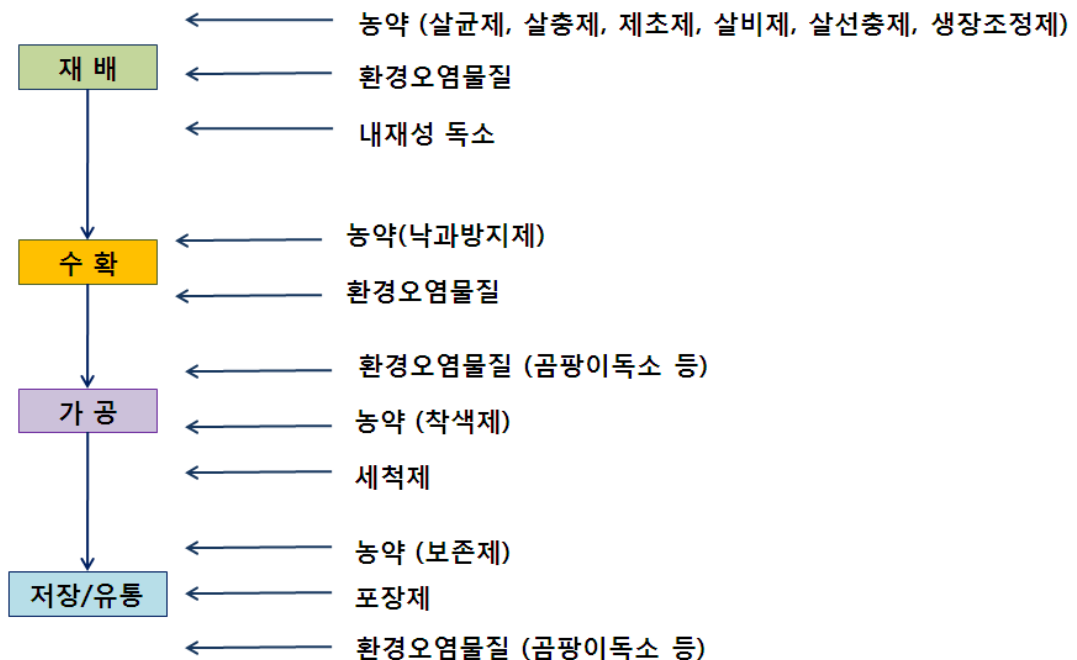 농약 (살균제, 살충제, 제초제, 살비제, 살선충제, 생장조정제)
재 배
환경오염물질
내재성 독소
농약(낙과방지제)
수 확
환경오염물질
환경오염물질 (곰팡이독소 등)
가 공
농약 (착색제)
세척제
농약 (보존제)
저장/유통
포장제
환경오염물질 (곰팡이독소 등)